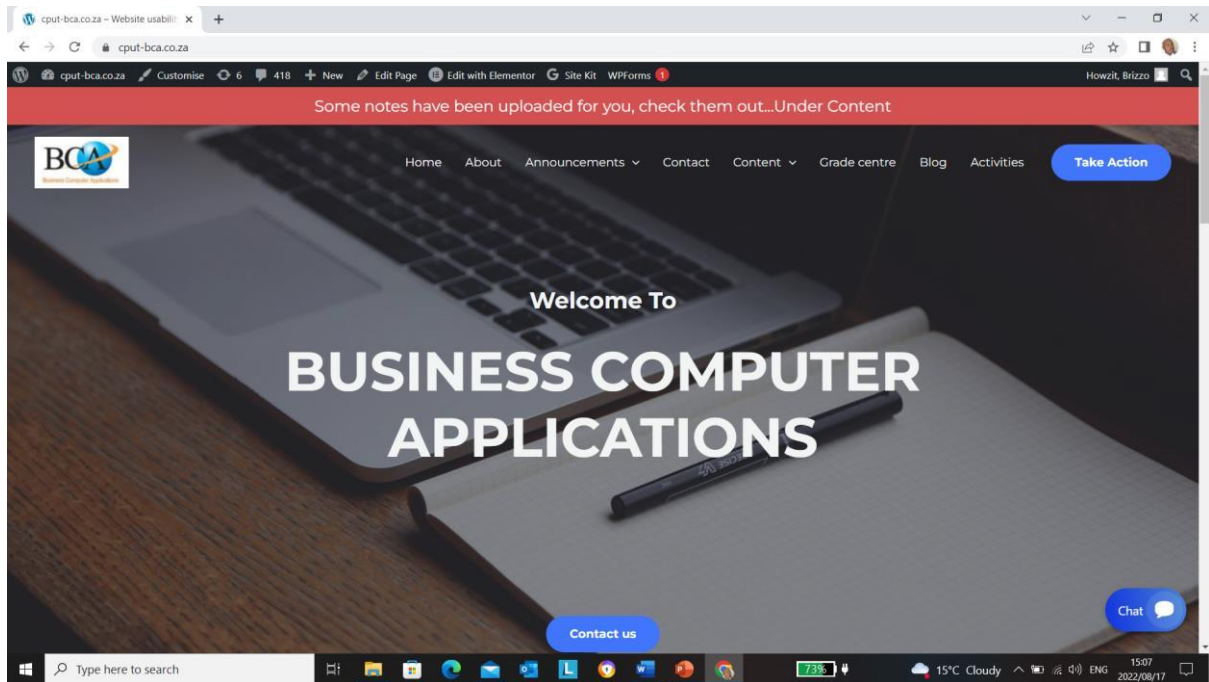 cput-bca.co.za – Website usabili
cput-bca.co.za
cput-bca.co.za Customise 6 418 New Edit Page Edit with Elementor Site Kit WPForms 1 Howzit, Brizzo
Some notes have been uploaded for you, check them out...Under Content
BCA
Business Computer Applications
Home About Announcements Contact Content Grade centre Blog Activities Take Action
Welcome To
BUSINESS COMPUTER
APPLICATIONS
Contact us
Chat
Type here to search
73%
15°C Cloudy
ENG
15:07
2022/08/17